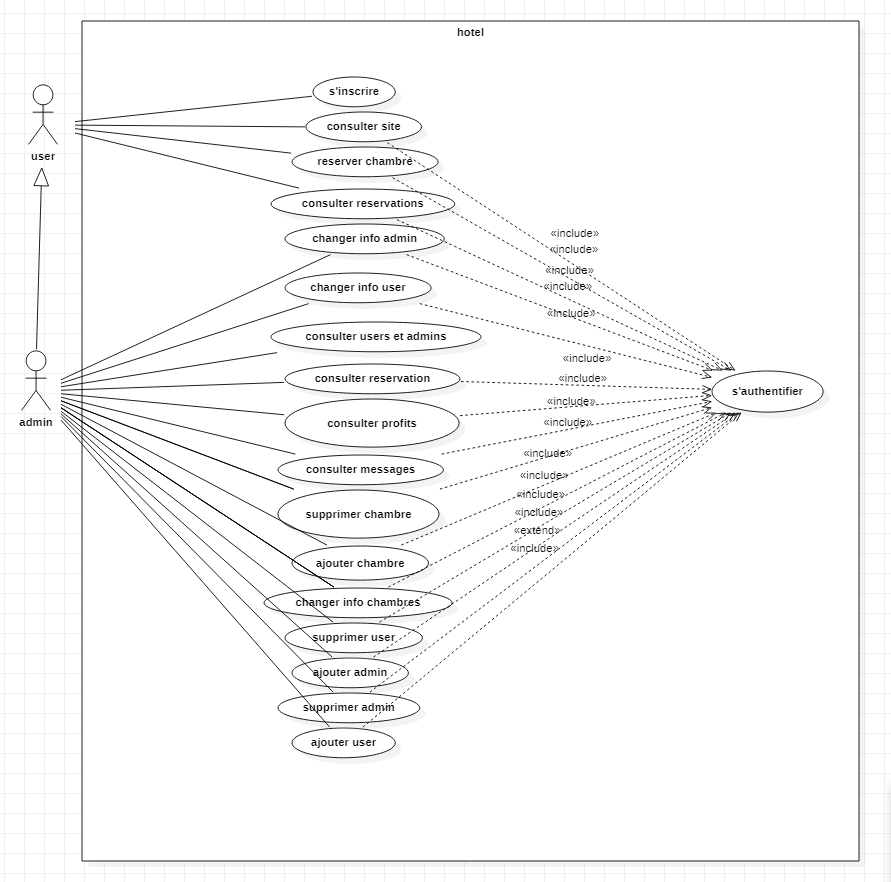 hotel
s'inscrire
consulter site
user
reserver chambre
consulter reservations
changer info admin
«include»
«include»
«include»
«include»
changer info user
«include»
consulter users et admins
«include»
consulter reservation
«include»
s'authentifier
«include»
admin
consulter profits
«include»
consulter messages
«include»
«include»
supprimer chambre
«include»
«include»
«extend»
«include»
ajouter chambre
changer info chambres
supprimer user
ajouter admin
supprimer admin
ajouter user